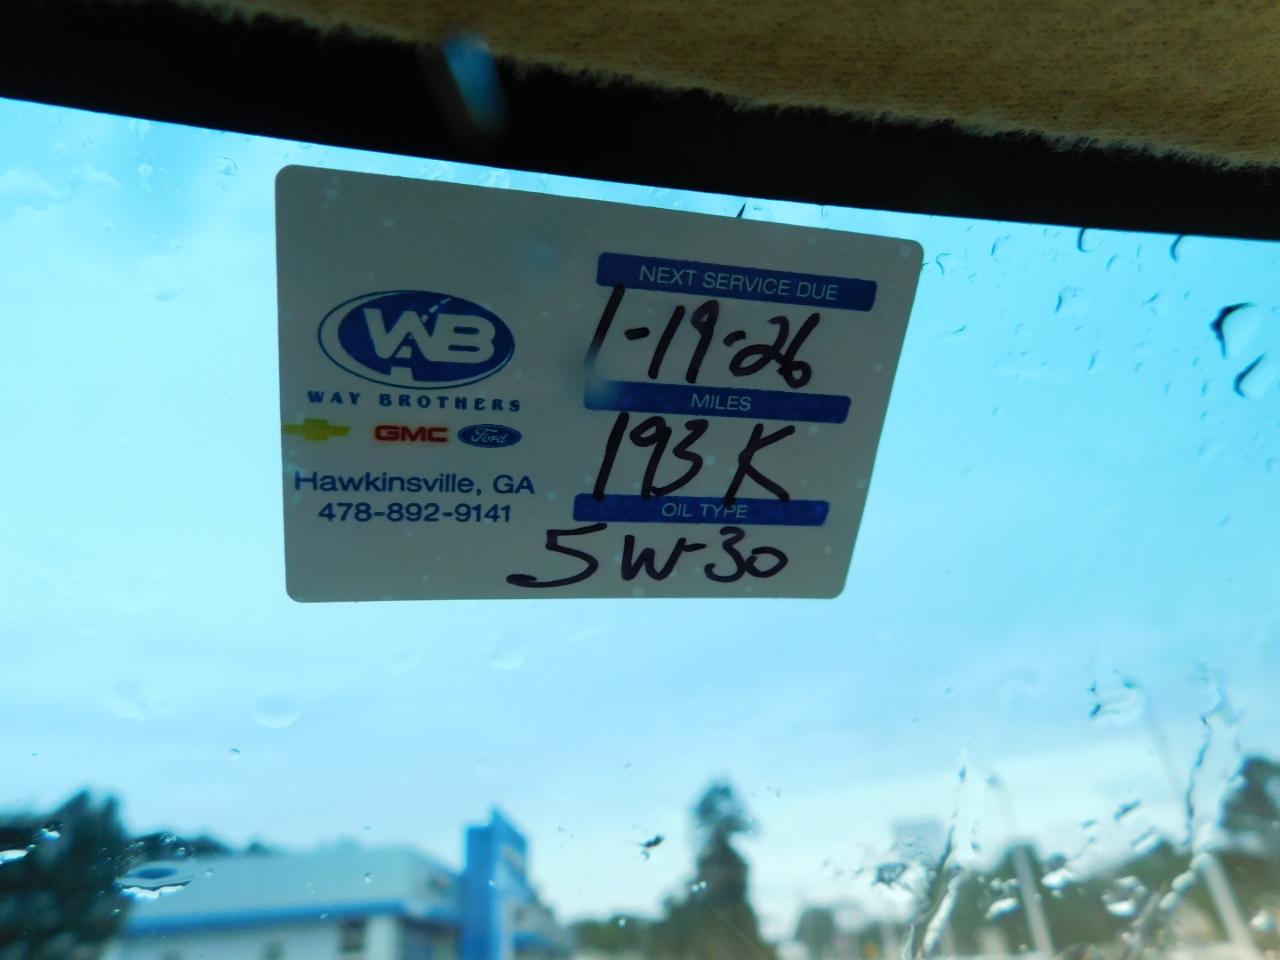 WAB
WAY BROTHERS
GMC Ford
Hawkinsville, GA
478-892-9141
NEXT SERVICE DUE
1-19-26
MILES
193 K
OIL TYPE
5W-30